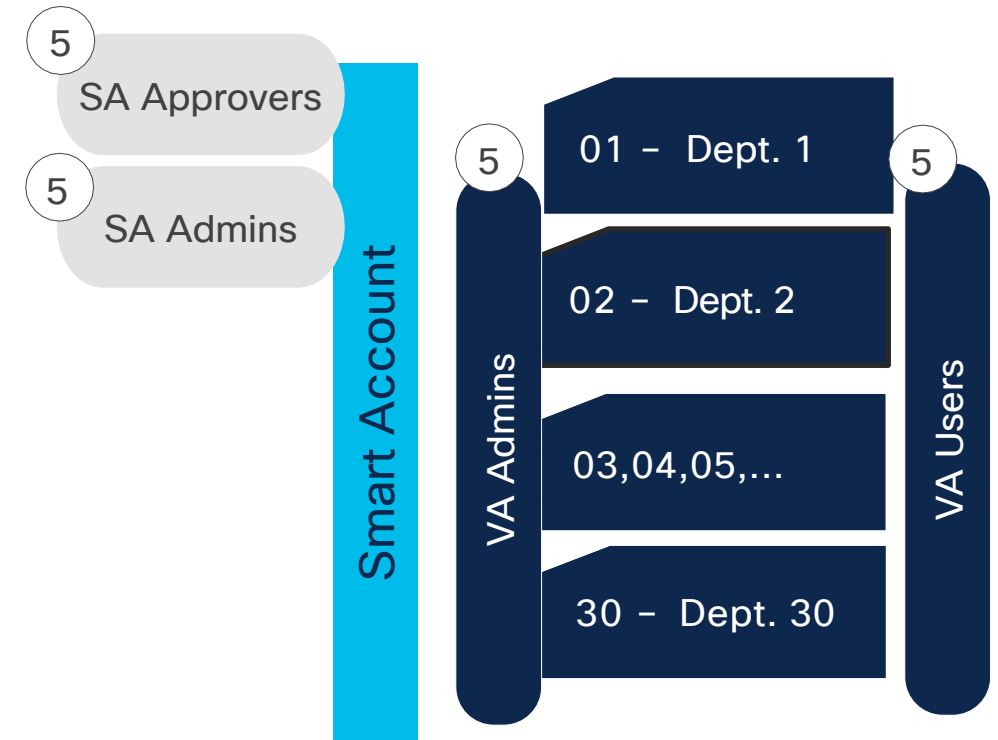 5
SA Approvers
5
SA Admins
Smart Account
5
VA Admins
01 – Dept. 1
02 – Dept. 2
03,04,05,...
30 – Dept. 30
5
VA Users